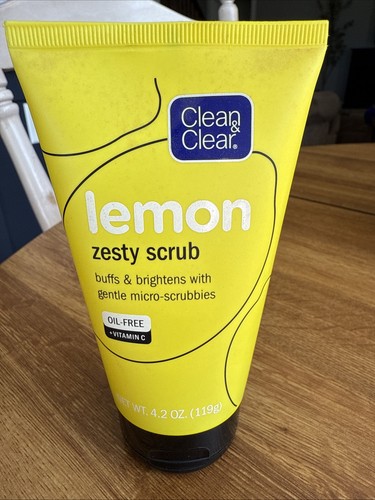 Clean &
Clear®
lemon
zesty scrub
buffs & brightens with
gentle micro-scrubbies
OIL-FREE
+VITAMIN C
NET WT. 4.2 OZ. (119g)